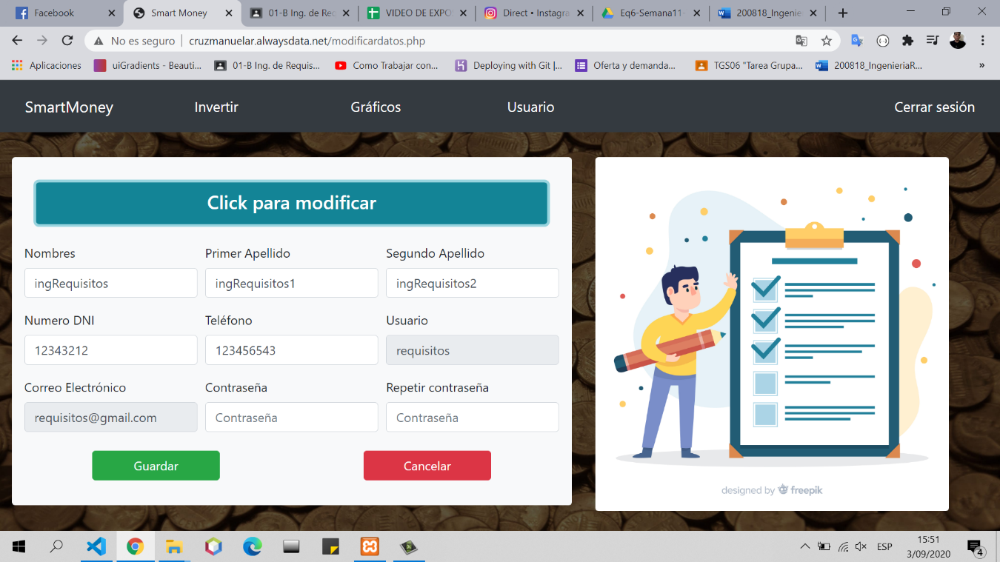 Facebook
Smart Money
01-B Ing. de Rec
VIDEO DE EXPO
Direct • Instagra
Eq6-Semana11-
200818_Ingenie
No es seguro
cruzmanuelar.alwaysdata.net/modificardatos.php
Aplicaciones
uiGradients - Beauti...
01-B Ing. de Requis...
Como Trabajar con...
Deploying with Git |...
Oferta y demanda...
TGS06 "Tarea Grupa...
200818_IngenieriaR...
»
SmartMoney
Invertir
Gráficos
Usuario
Cerrar sesión
Click para modificar
Nombres
Primer Apellido
Segundo Apellido
ingRequisitos
ingRequisitos1
ingRequisitos2
Numero DNI
Teléfono
Usuario
12343212
123456543
requisitos
Correo Electrónico
Contraseña
Repetir contraseña
requisitos@gmail.com
Contraseña
Contraseña
Guardar
Cancelar
designed by freepik
ESP
15:51
3/09/2020
4